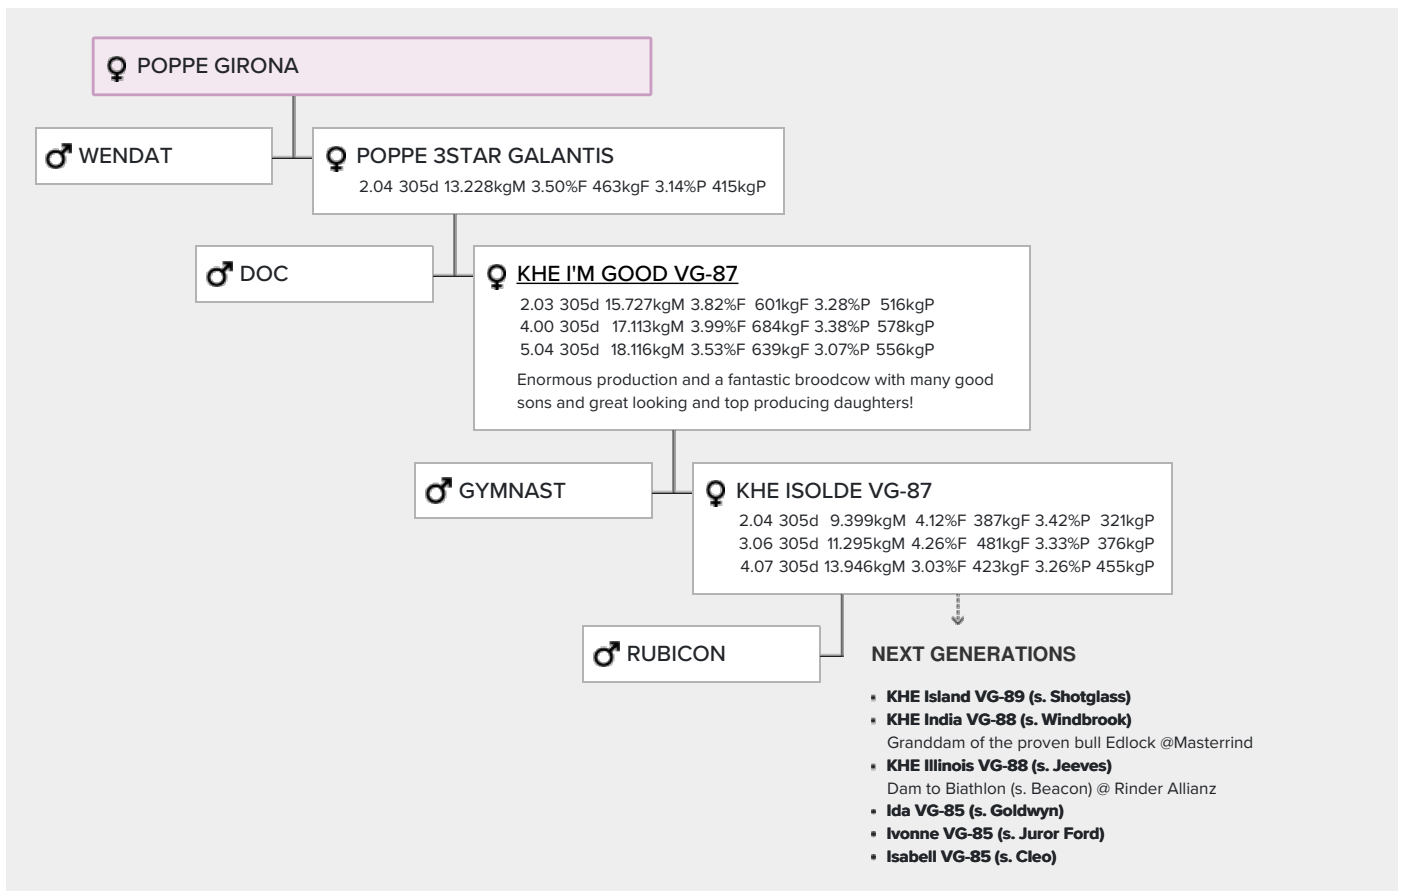 POPPE GIRONA
WENDAT
POPPE 3STAR GALANTIS
2.04 305d 13.228kgM 3.50%F 463kgF 3.14%P 415kgP
DOC
KHE I'M GOOD VG-87
2.03 305d 15.727kgM 3.82%F 601kgF 3.28%P 516kgP
4.00 305d 17.113kgM 3.99%F 684kgF 3.38%P 578kgP
5.04 305d 18.116kgM 3.53%F 639kgF 3.07%P 556kgP
Enormous production and a fantastic broodcow with many good
sons and great looking and top producing daughters!
GYMNAST
KHE ISOLDE VG-87
2.04 305d 9.399kgM 4.12%F 387kgF 3.42%P 321kgP
3.06 305d 11.295kgM 4.26%F 481kgF 3.33%P 376kgP
4.07 305d 13.946kgM 3.03%F 423kgF 3.26%P 455kgP
RUBICON
NEXT GENERATIONS
• KHE Island VG-89 (s. Shotglass)
• KHE India VG-88 (s. Windbrook)
Granddam of the proven bull Edlock @Masterrind
• KHE Illinois VG-88 (s. Jeeves)
Dam to Biathlon (s. Beacon) @ Rinder Allianz
• Ida VG-85 (s. Goldwyn)
• Ivonne VG-85 (s. Juror Ford)
• Isabell VG-85 (s. Cleo)